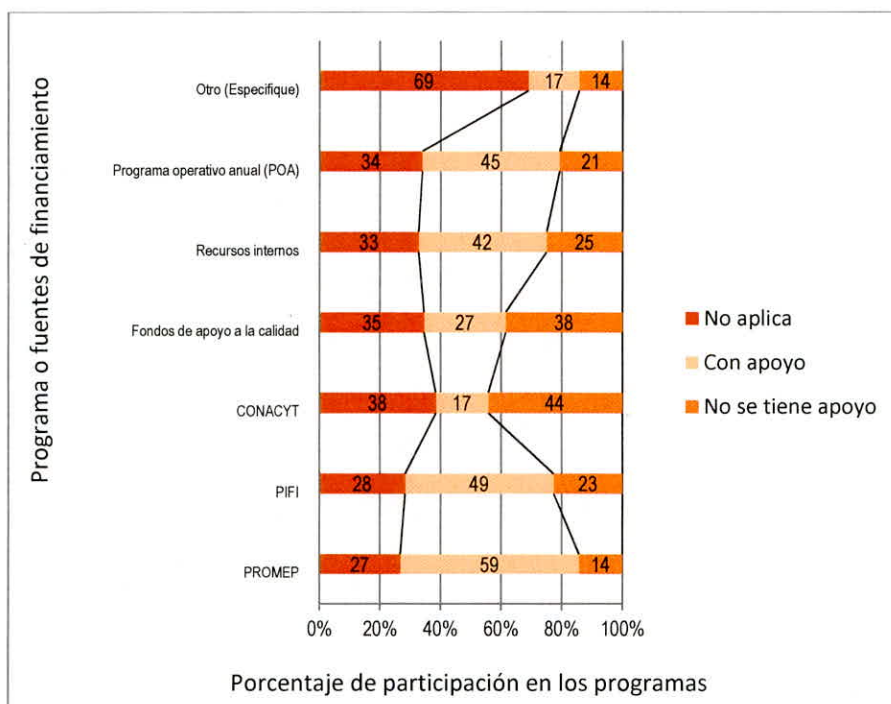 Programa o fuentes de financiamiento
Otro (Especifique)
69 17 14
Programa operativo anual (POA)
34 45 21
Recursos internos
33 42 25
Fondos de apoyo a la calidad
35 27 38
CONACYT
38 17 44
PIFI
28 49 23
PROMEP
27 59 14
0% 20% 40% 60% 80% 100%
Porcentaje de participación en los programas
No aplica
Con apoyo
No se tiene apoyo